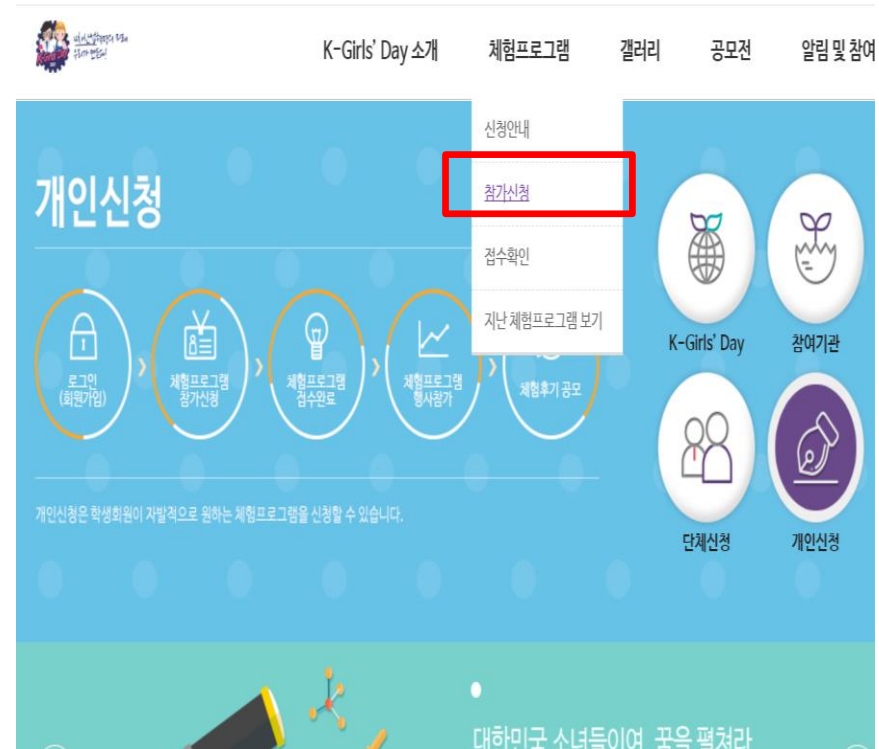 K-Girls' Day 소개
체험프로그램
갤러리
공모전
알림 및 참여
신청안내
참가신청
접수확인
지난 체험프로그램 보기
개인신청
로그인
(회원가입)
체험프로그램
참가신청
체험프로그램
접수완료
체험프로그램
행사참가
체험후기 공모
개인신청은 학생회원이 자발적으로 원하는 체험프로그램을 신청할 수 있습니다.
K-Girls' Day
참여기관
단체신청
개인신청
대한민국 소녀들이여, 꿈을 펼쳐라